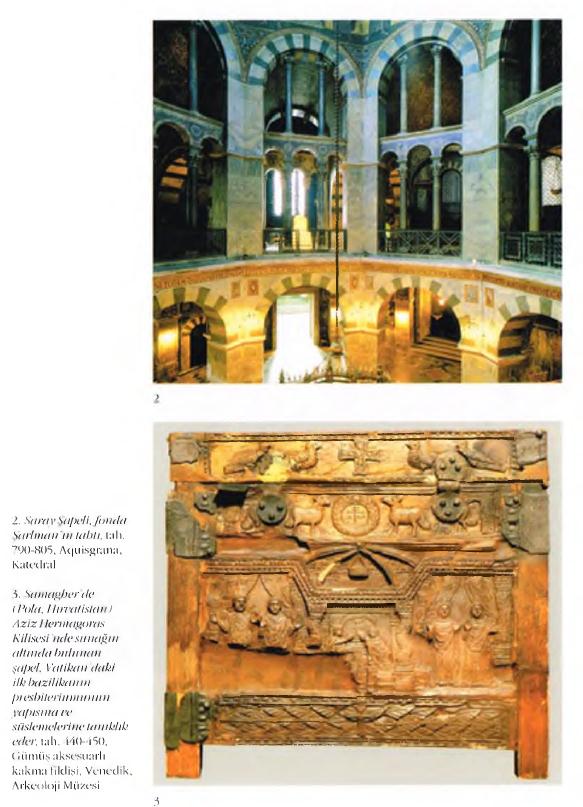 2
2. Saray Şapeli, fonda
Şarlman'ın tahtı, tah.
790-805, Aquisgrana,
Katedral
3. Samagher'de
(Pola, Hırvatistan)
Aziz Hermagoras
Kilisesi'nde sunağın
altında bulunan
şapel, Vatikan'daki
ilk bazilikanın
presbiteriumunun
yapısına ve
süslemelerine tanıklık
eder, tah. 440-450,
Gümüş aksesuarlı
kakma fildişi, Venedik,
Arkeoloji Müzesi
3